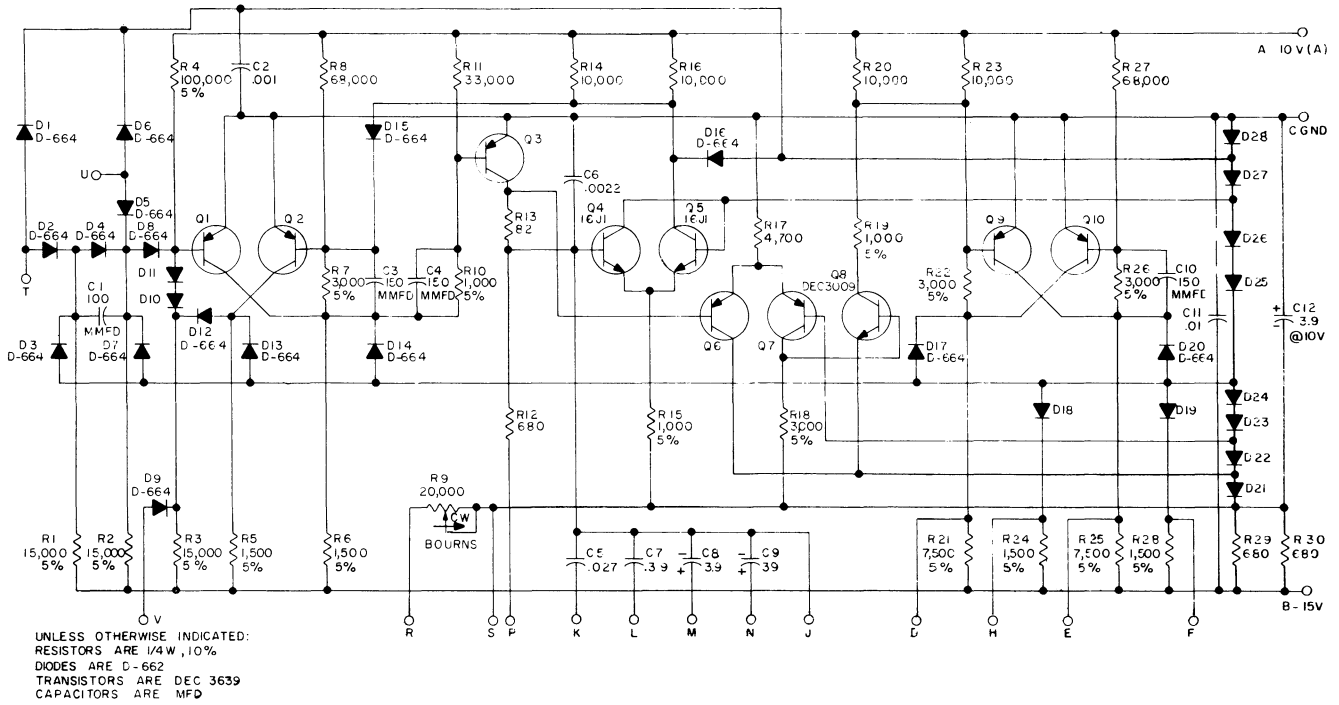 A 10V(A)
R4
100,000
5%
C2
.001
R8
68,000
R11
33,000
R14
10,000
R16
10,000
R20
10,000
R23
10,000
R27
68,000
C GND
D1
D-664
D6
D-664
D15
D-664
Q3
D16
D-664
D28
D27
U
D5
D-664
C6
.0022
R13
82
Q4
16J1
Q5
16J1
R17
4,700
R19
1,000
5%
Q9
Q10
D2
D-664
D4
D-664
D8
D-664
Q1
Q2
D26
D25
T
D11
D10
R7
3,000
5%
C3
150
MMFD
C4
150
MMFD
R10
1,000
5%
Q8
DEC3009
R22
3,000
5%
R26
3,000
5%
C10
150
MMFD
C1
100
MMFD
D12
D-664
Q6
Q7
C11
.01
+
-
C12
3.9
@10V
D3
D-664
D7
D-664
D13
D-664
D14
D-664
D17
D-664
D20
D-664
D24
D23
D22
D21
D18
D19
R12
680
R15
1,000
5%
R18
3,000
5%
D9
D-664
R9
20,000
CW
BOURNS
R1
15,000
5%
R2
15,000
5%
R3
15,000
5%
R5
1,500
5%
R6
1,500
5%
C5
.027
C7
.39
-
+
C8
3.9
-
+
C9
39
R21
7,500
5%
R24
1,500
5%
R25
7,500
5%
R28
1,500
5%
R29
680
R30
680
B-15V
V
R
S
P
K
L
M
N
J
D
H
E
F
UNLESS OTHERWISE INDICATED:
RESISTORS ARE 1/4W, 10%
DIODES ARE D-662
TRANSISTORS ARE DEC 3639
CAPACITORS ARE MFD